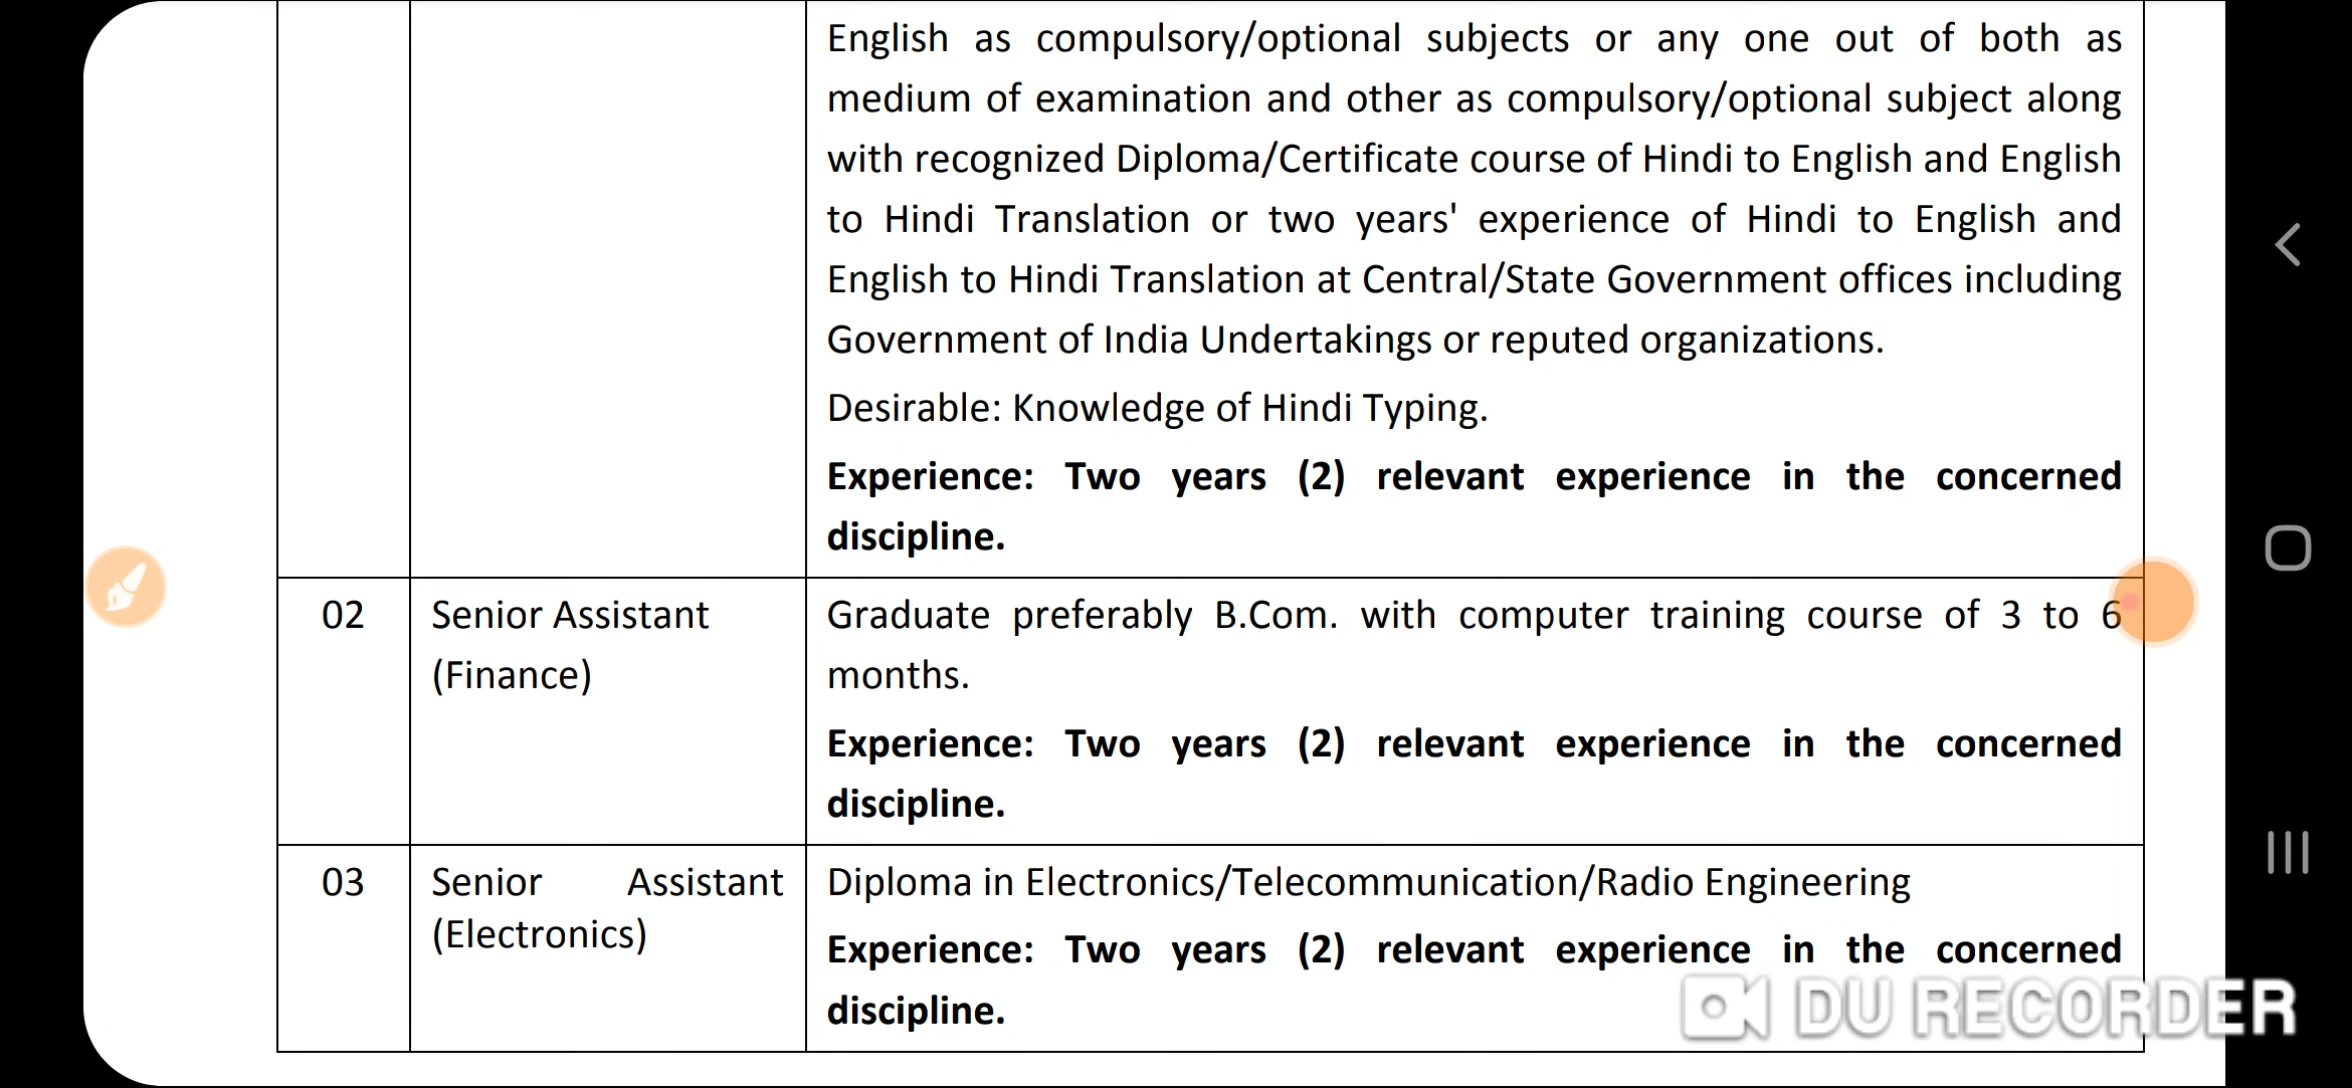 English as compulsory/optional subjects or any one out of both as
medium of examination and other as compulsory/optional subject along
with recognized Diploma/Certificate course of Hindi to English and English
to Hindi Translation or two years' experience of Hindi to English and
English to Hindi Translation at Central/State Government offices including
Government of India Undertakings or reputed organizations.
Desirable: Knowledge of Hindi Typing.
Experience: Two years (2) relevant experience in the concerned
discipline.
02
Senior Assistant
(Finance)
Graduate preferably B.Com. with computer training course of 3 to 6
months.
Experience: Two years (2) relevant experience in the concerned
discipline.
03
Senior Assistant
(Electronics)
Diploma in Electronics/Telecommunication/Radio Engineering
Experience: Two years (2) relevant experience in the concerned
discipline.
DU RECORDER